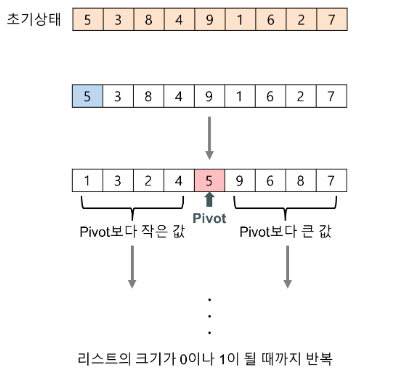 초기상태 5 3 8 4 9 1 6 2 7
5 3 8 4 9 1 6 2 7
1 3 2 4 5 9 6 8 7
Pivot
Pivot보다 작은 값 Pivot보다 큰 값
리스트의 크기가 0이나 1이 될 때까지 반복